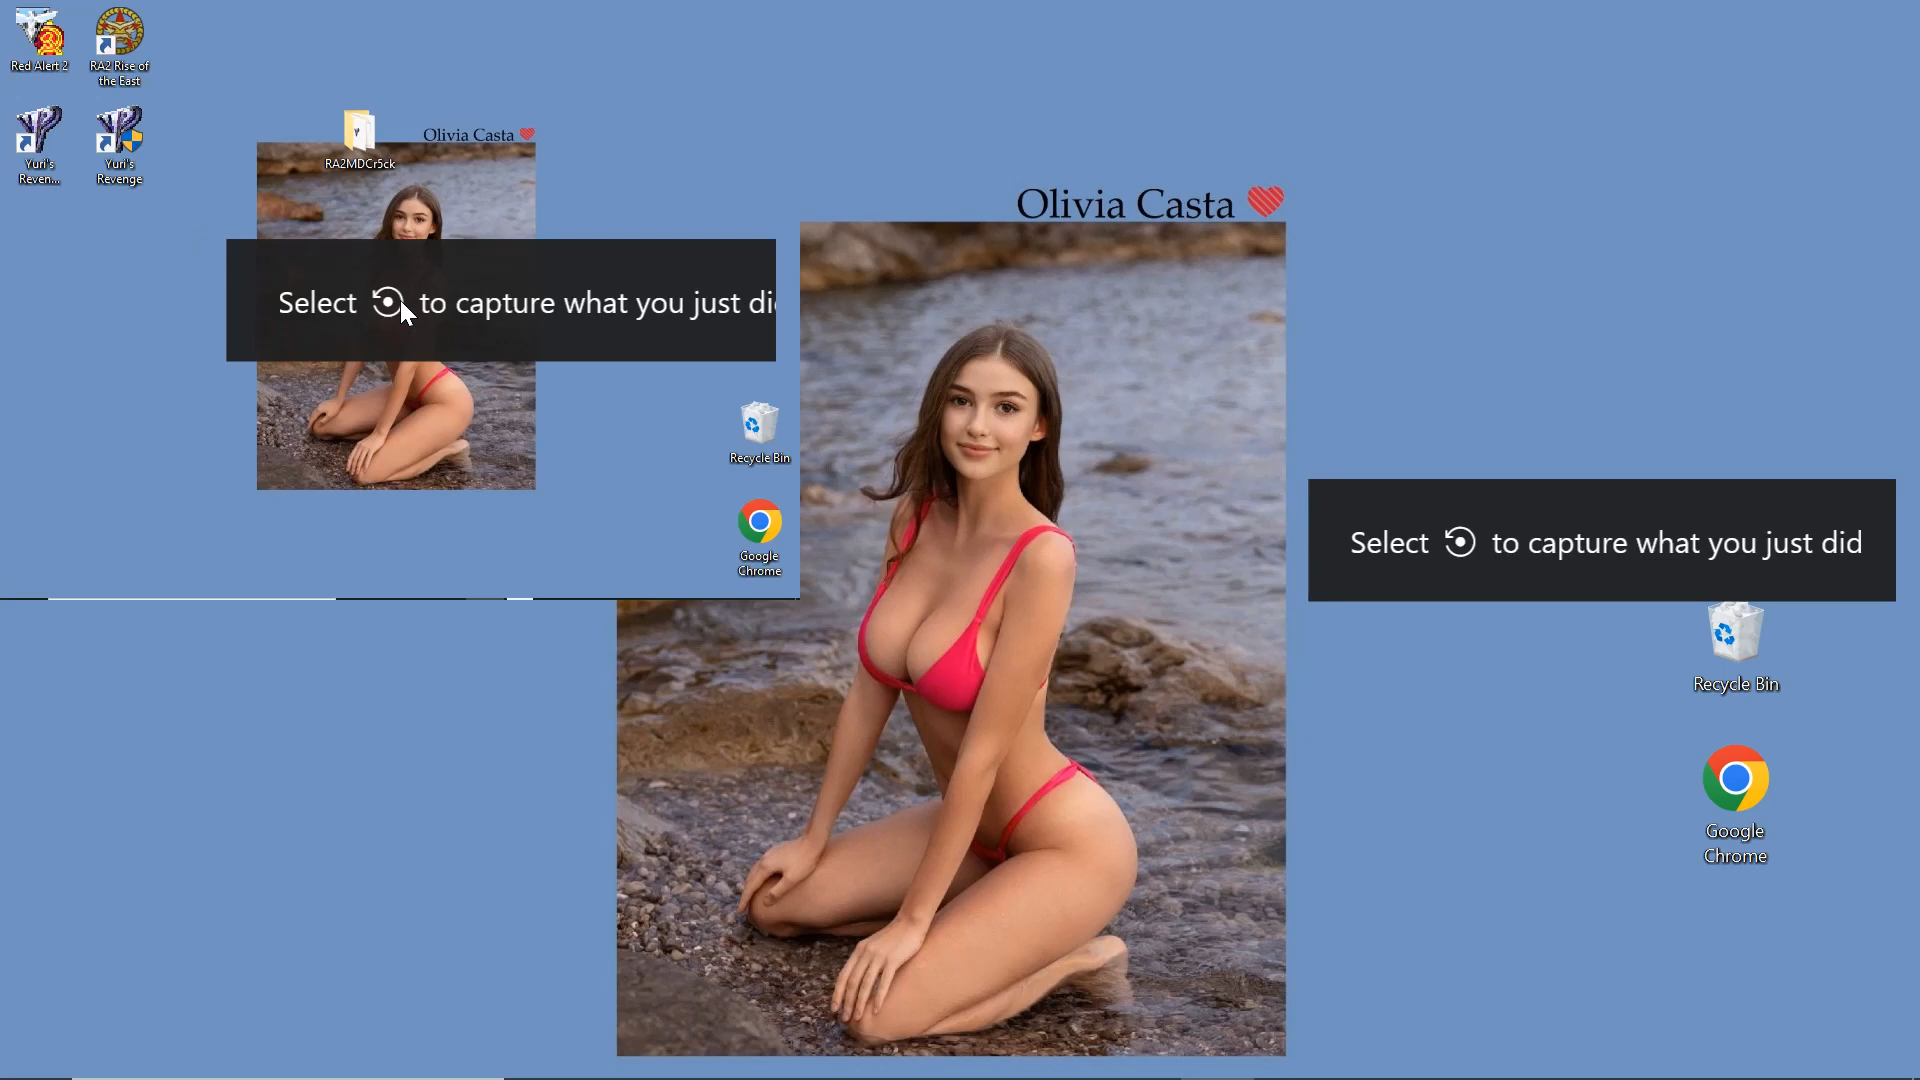 Red Alert 2
RA2 Rise of
the East
Yuri's
Reven...
Yuri's
Revenge
RA2MDCr5ck
Olivia Casta
Select to capture what you just di
Recycle Bin
Google
Chrome
Olivia Casta
Select to capture what you just did
Recycle Bin
Google
Chrome